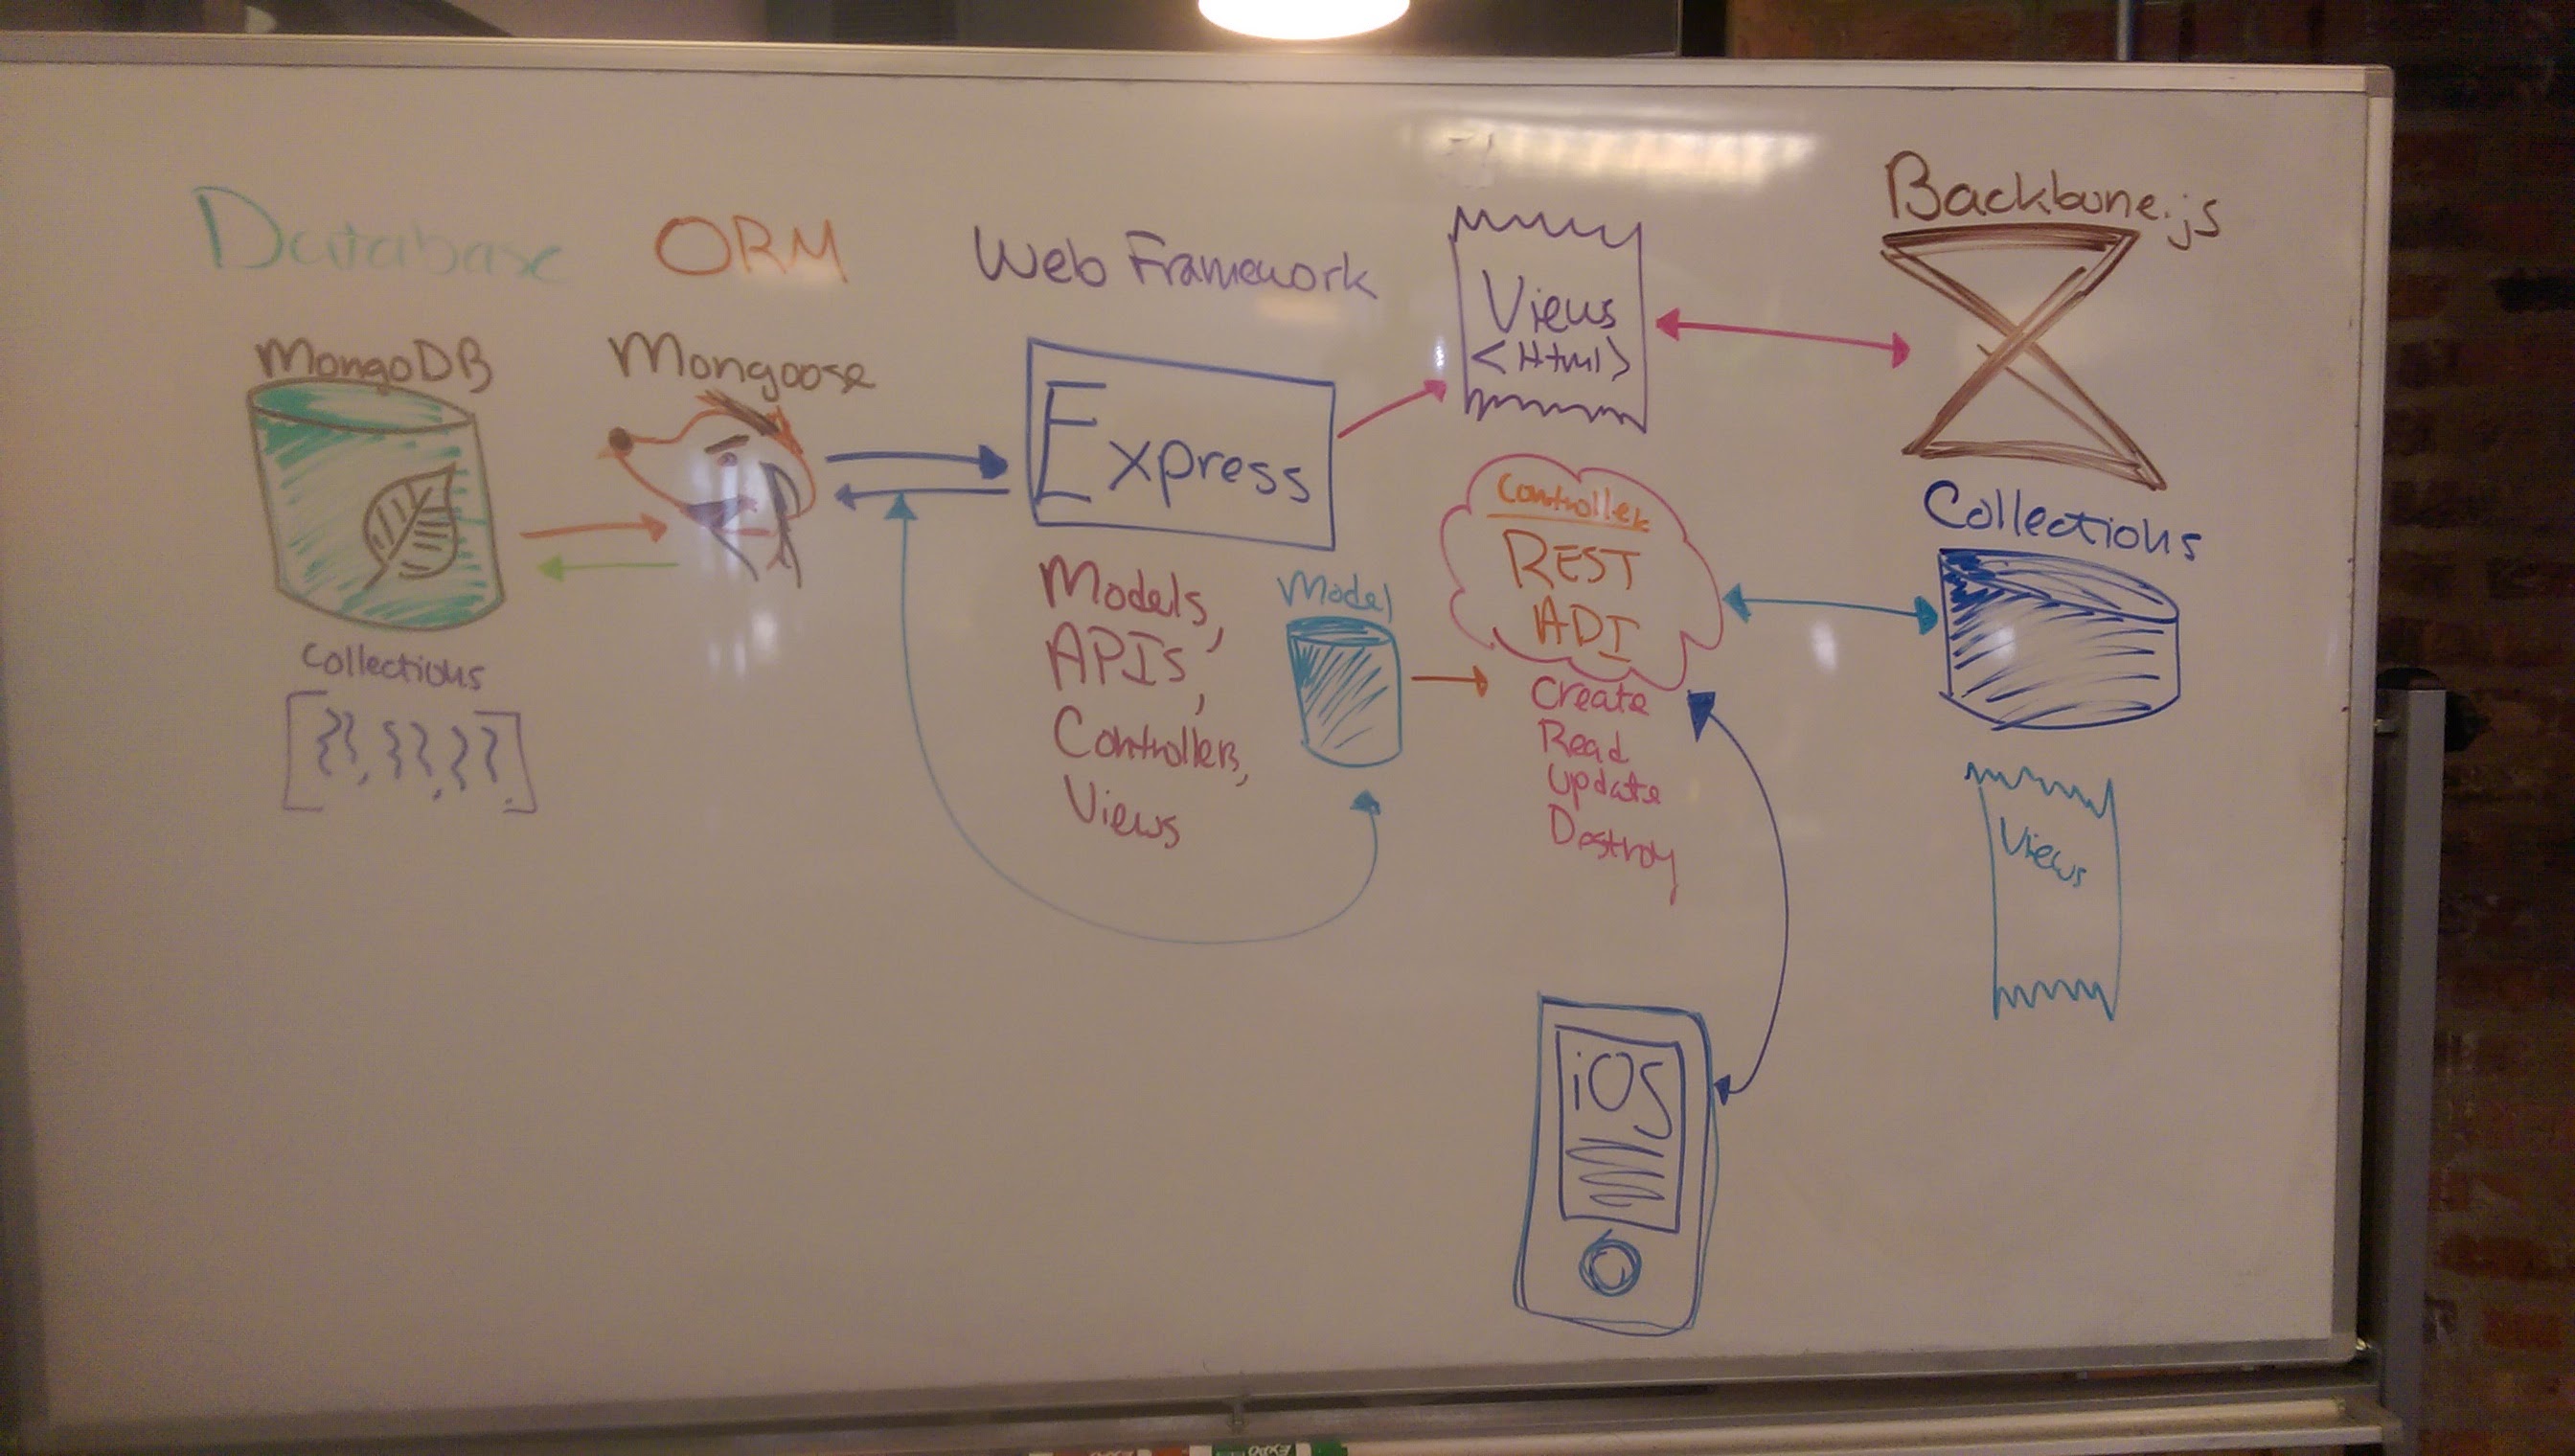 Database
ORM
Web Framework
Backbone.js
MongoDB
Mongoose
Express
Views
<Html>
Collections
[{},{},{}]
Models,
APIs,
Controllers,
Views
Model
Controller
REST
API
Create
Read
Update
Destroy
Collections
Views
iOS
EXPO